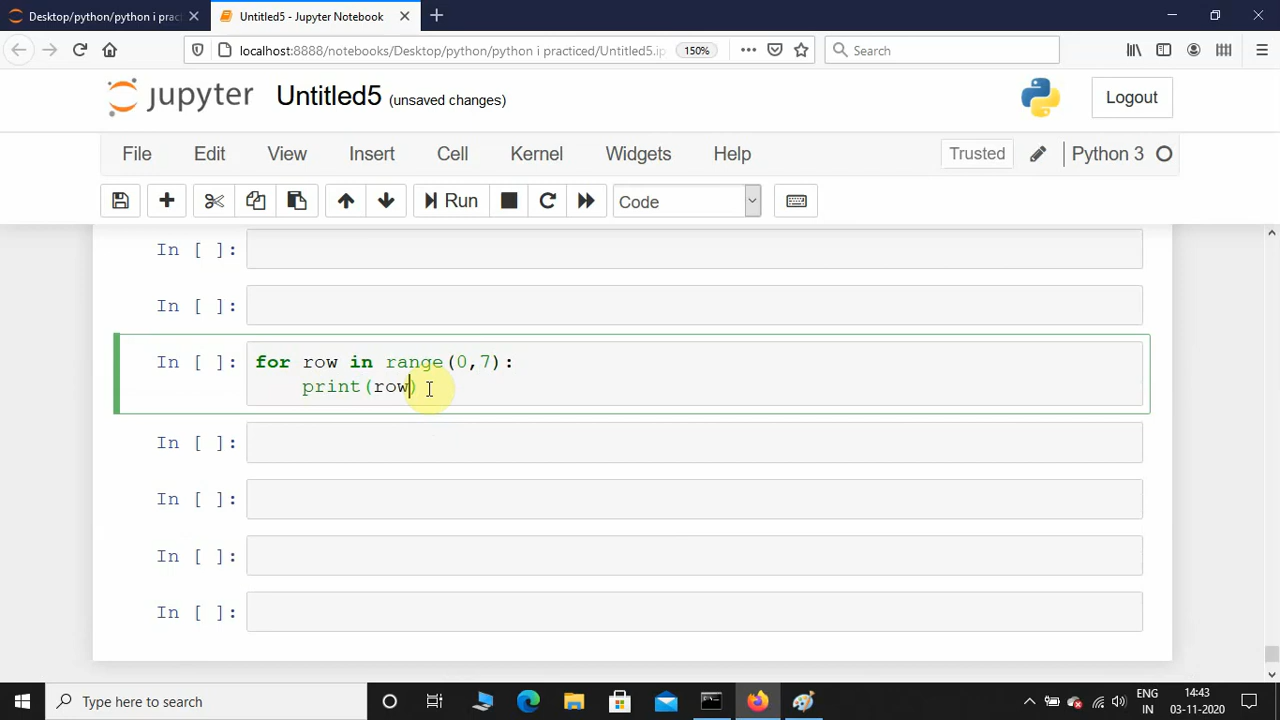 Desktop/python/python i prac
Untitled5 - Jupyter Notebook
localhost:8888/notebooks/Desktop/python/python i practiced/Untitled5.ip
150%
Search
jupyter Untitled5 (unsaved changes)
Logout
File Edit View Insert Cell Kernel Widgets Help
Trusted
Python 3
Run
Code
In [ ]:
In [ ]:
In [ ]: for row in range(0,7):
print(row)
In [ ]:
In [ ]:
In [ ]:
In [ ]:
Type here to search
ENG 14:43
IN 03-11-2020